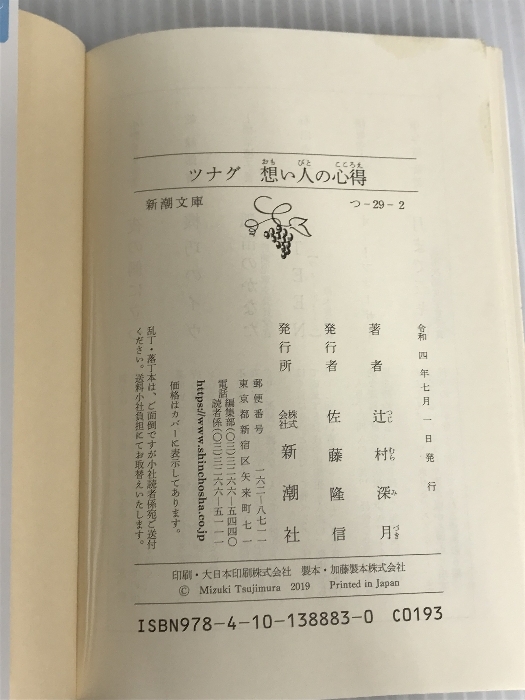 ツナグ　想い人の心得
おも　びと　こころえ
新潮文庫
つ-29-2
令和四年七月一日発行
著者　辻村深月
つじ　むら　み　づき
発行者　佐藤隆信
発行所　株式会社　新潮社
郵便番号　一六二―八七一一
東京都新宿区矢来町七一
電話　編集部(〇三)三二六六―五四四〇
読者係(〇三)三二六六―五一一一
https://www.shinchosha.co.jp
価格はカバーに表示してあります。
乱丁・落丁本は、ご面倒ですが小社読者係宛ご送付
ください。送料小社負担にてお取替えいたします。
印刷・大日本印刷株式会社　製本・加藤製本株式会社
© Mizuki Tsujimura 2019　Printed in Japan
ISBN978-4-10-138883-0 C0193